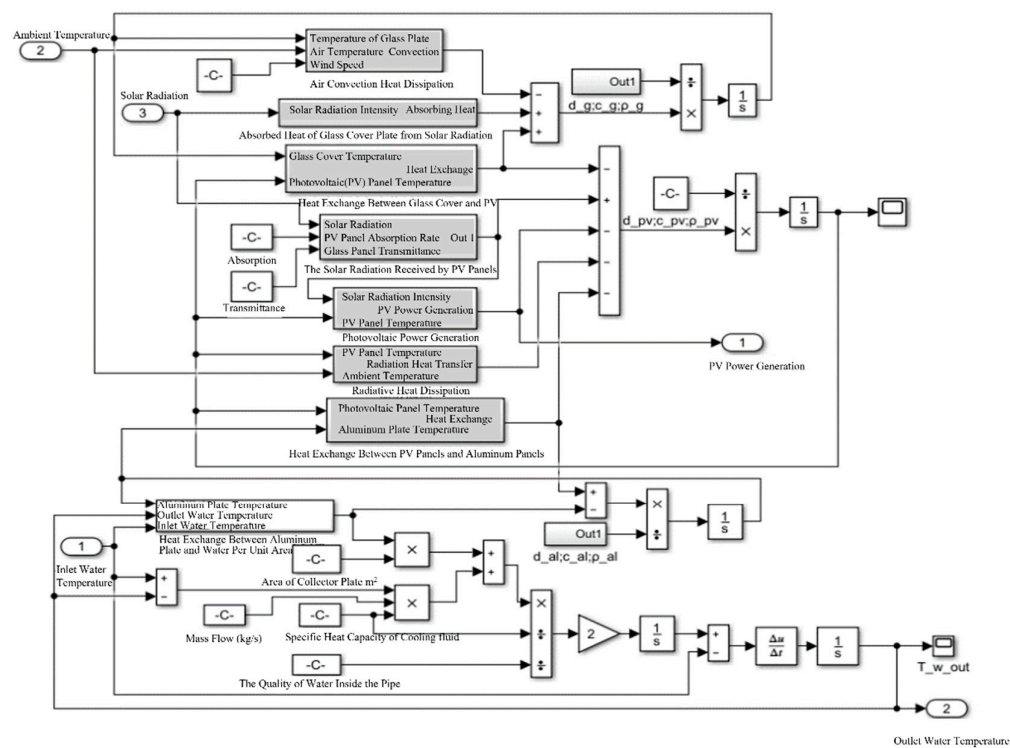 Ambient Temperature
2
Temperature of Glass Plate
Air Temperature Convection
Wind Speed
-C-
Air Convection Heat Dissipation
Solar Radiation
3
Solar Radiation Intensity Absorbing Heat
Absorbed Heat of Glass Cover Plate from Solar Radiation
−
+
+
Out1
d_g;c_g;ρ_g
÷
×
1
s
Glass Cover Temperature
Heat Exchange
Photovoltaic(PV) Panel Temperature
Heat Exchange Between Glass Cover and PV
−
+
−
−
−
-C-
d_pv;c_pv;ρ_pv
÷
×
1
s
Solar Radiation
PV Panel Absorption Rate Out 1
Glass Panel Transmittance
-C-
Absorption
The Solar Radiation Received by PV Panels
-C-
Transmittance
Solar Radiation Intensity
PV Power Generation
PV Panel Temperature
Photovoltaic Power Generation
1
PV Power Generation
PV Panel Temperature
Radiation Heat Transfer
Ambient Temperature
Radiative Heat Dissipation
Photovoltaic Panel Temperature
Heat Exchange
Aluminum Plate Temperature
Heat Exchange Between PV Panels and Aluminum Panels
Aluminum Plate Temperature
Outlet Water Temperature
Inlet Water Temperature
Heat Exchange Between Aluminum
Plate and Water Per Unit Area
+
−
Out1
d_al;c_al;ρ_al
×
÷
1
s
1
Inlet Water
Temperature
-C-
Area of Collector Plate m²
×
+
+
+
−
×
-C-
Mass Flow (kg/s)
-C-
Specific Heat Capacity of Cooling fluid
-C-
The Quality of Water Inside the Pipe
×
÷
÷
2
1
s
+
−
Δu
Δt
1
s
T_w_out
2
Outlet Water Temperature